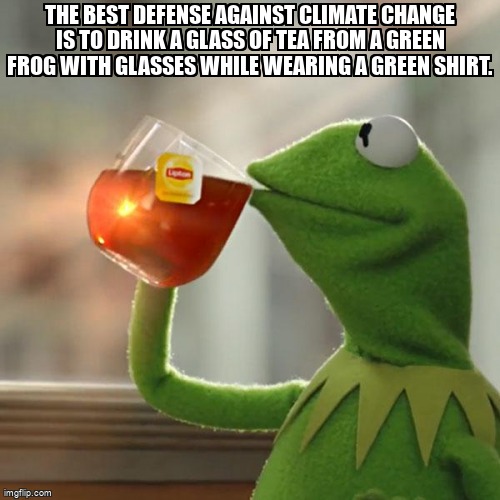 THE BEST DEFENSE AGAINST CLIMATE CHANGE
IS TO DRINK A GLASS OF TEA FROM A GREEN
FROG WITH GLASSES WHILE WEARING A GREEN SHIRT.
Lipton
imgflip.com